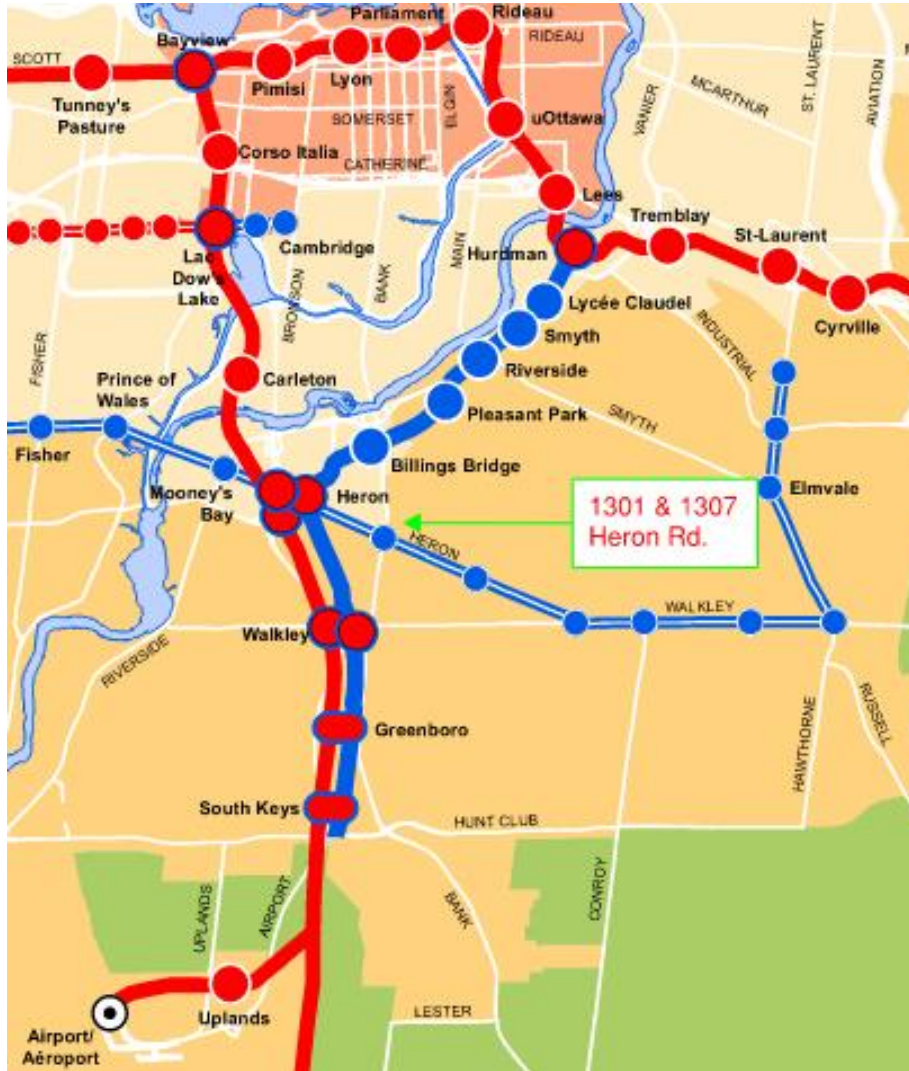 Parliament
Rideau
SCOTT
Bayview
RIDEAU
Tunney's
Pasture
Pimisi
Lyon
ELGIN
SOMERSET
uOttawa
VANIER
MCARTHUR
ST. LAURENT
AVIATION
Corso Italia
CATHERINE
Lees
Tremblay
St-Laurent
Lac
Dow's
Lake
Cambridge
BRONSON
BANK
MAIN
Hurdman
Lycée Claudel
Cyrville
Smyth
INDUSTRIAL
FISHER
Prince of
Wales
Carleton
Riverside
Pleasant Park
SMYTH
Fisher
Billings Bridge
Mooney's
Bay
Heron
HERON
1301 & 1307
Heron Rd.
Elmvale
Walkley
WALKLEY
RIVERSIDE
Greenboro
HAWTHORNE
RUSSELL
South Keys
HUNT CLUB
UPLANDS
AIRPORT
BANK
CONROY
Uplands
LESTER
Airport/
Aéroport